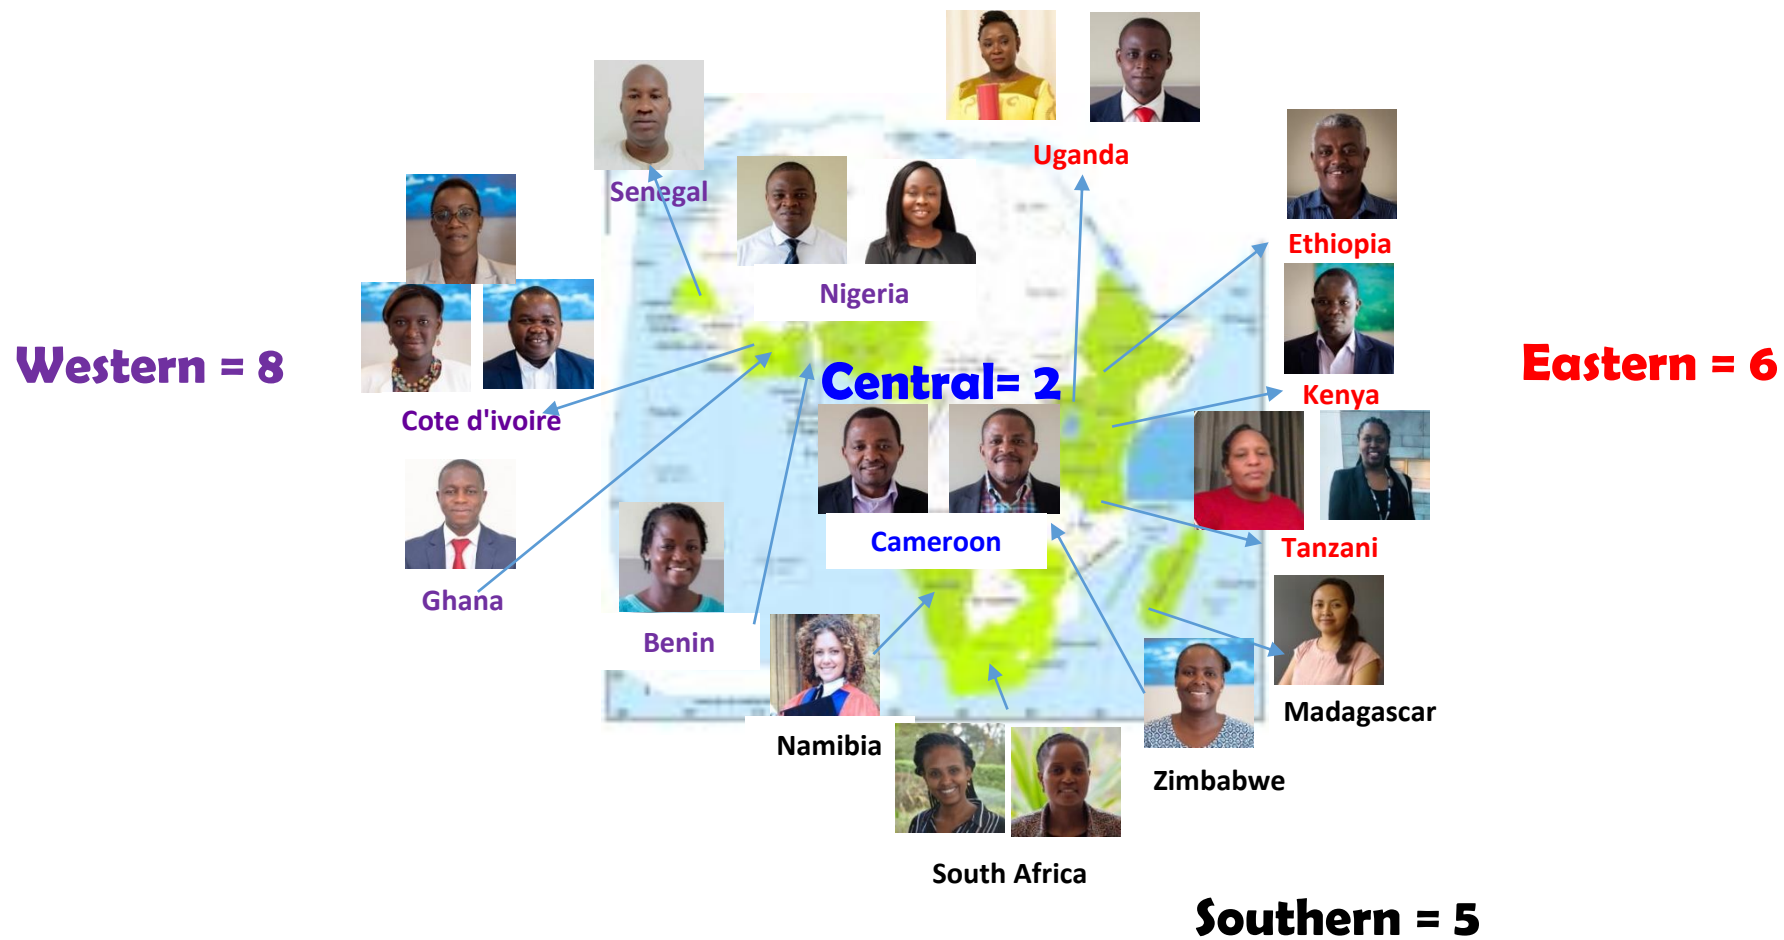 Uganda
Senegal
Ethiopia
Nigeria
Western = 8
Central= 2
Eastern = 6
Kenya
Cote d'ivoire
Cameroon
Tanzani
Ghana
Benin
Madagascar
Namibia
Zimbabwe
South Africa
Southern = 5